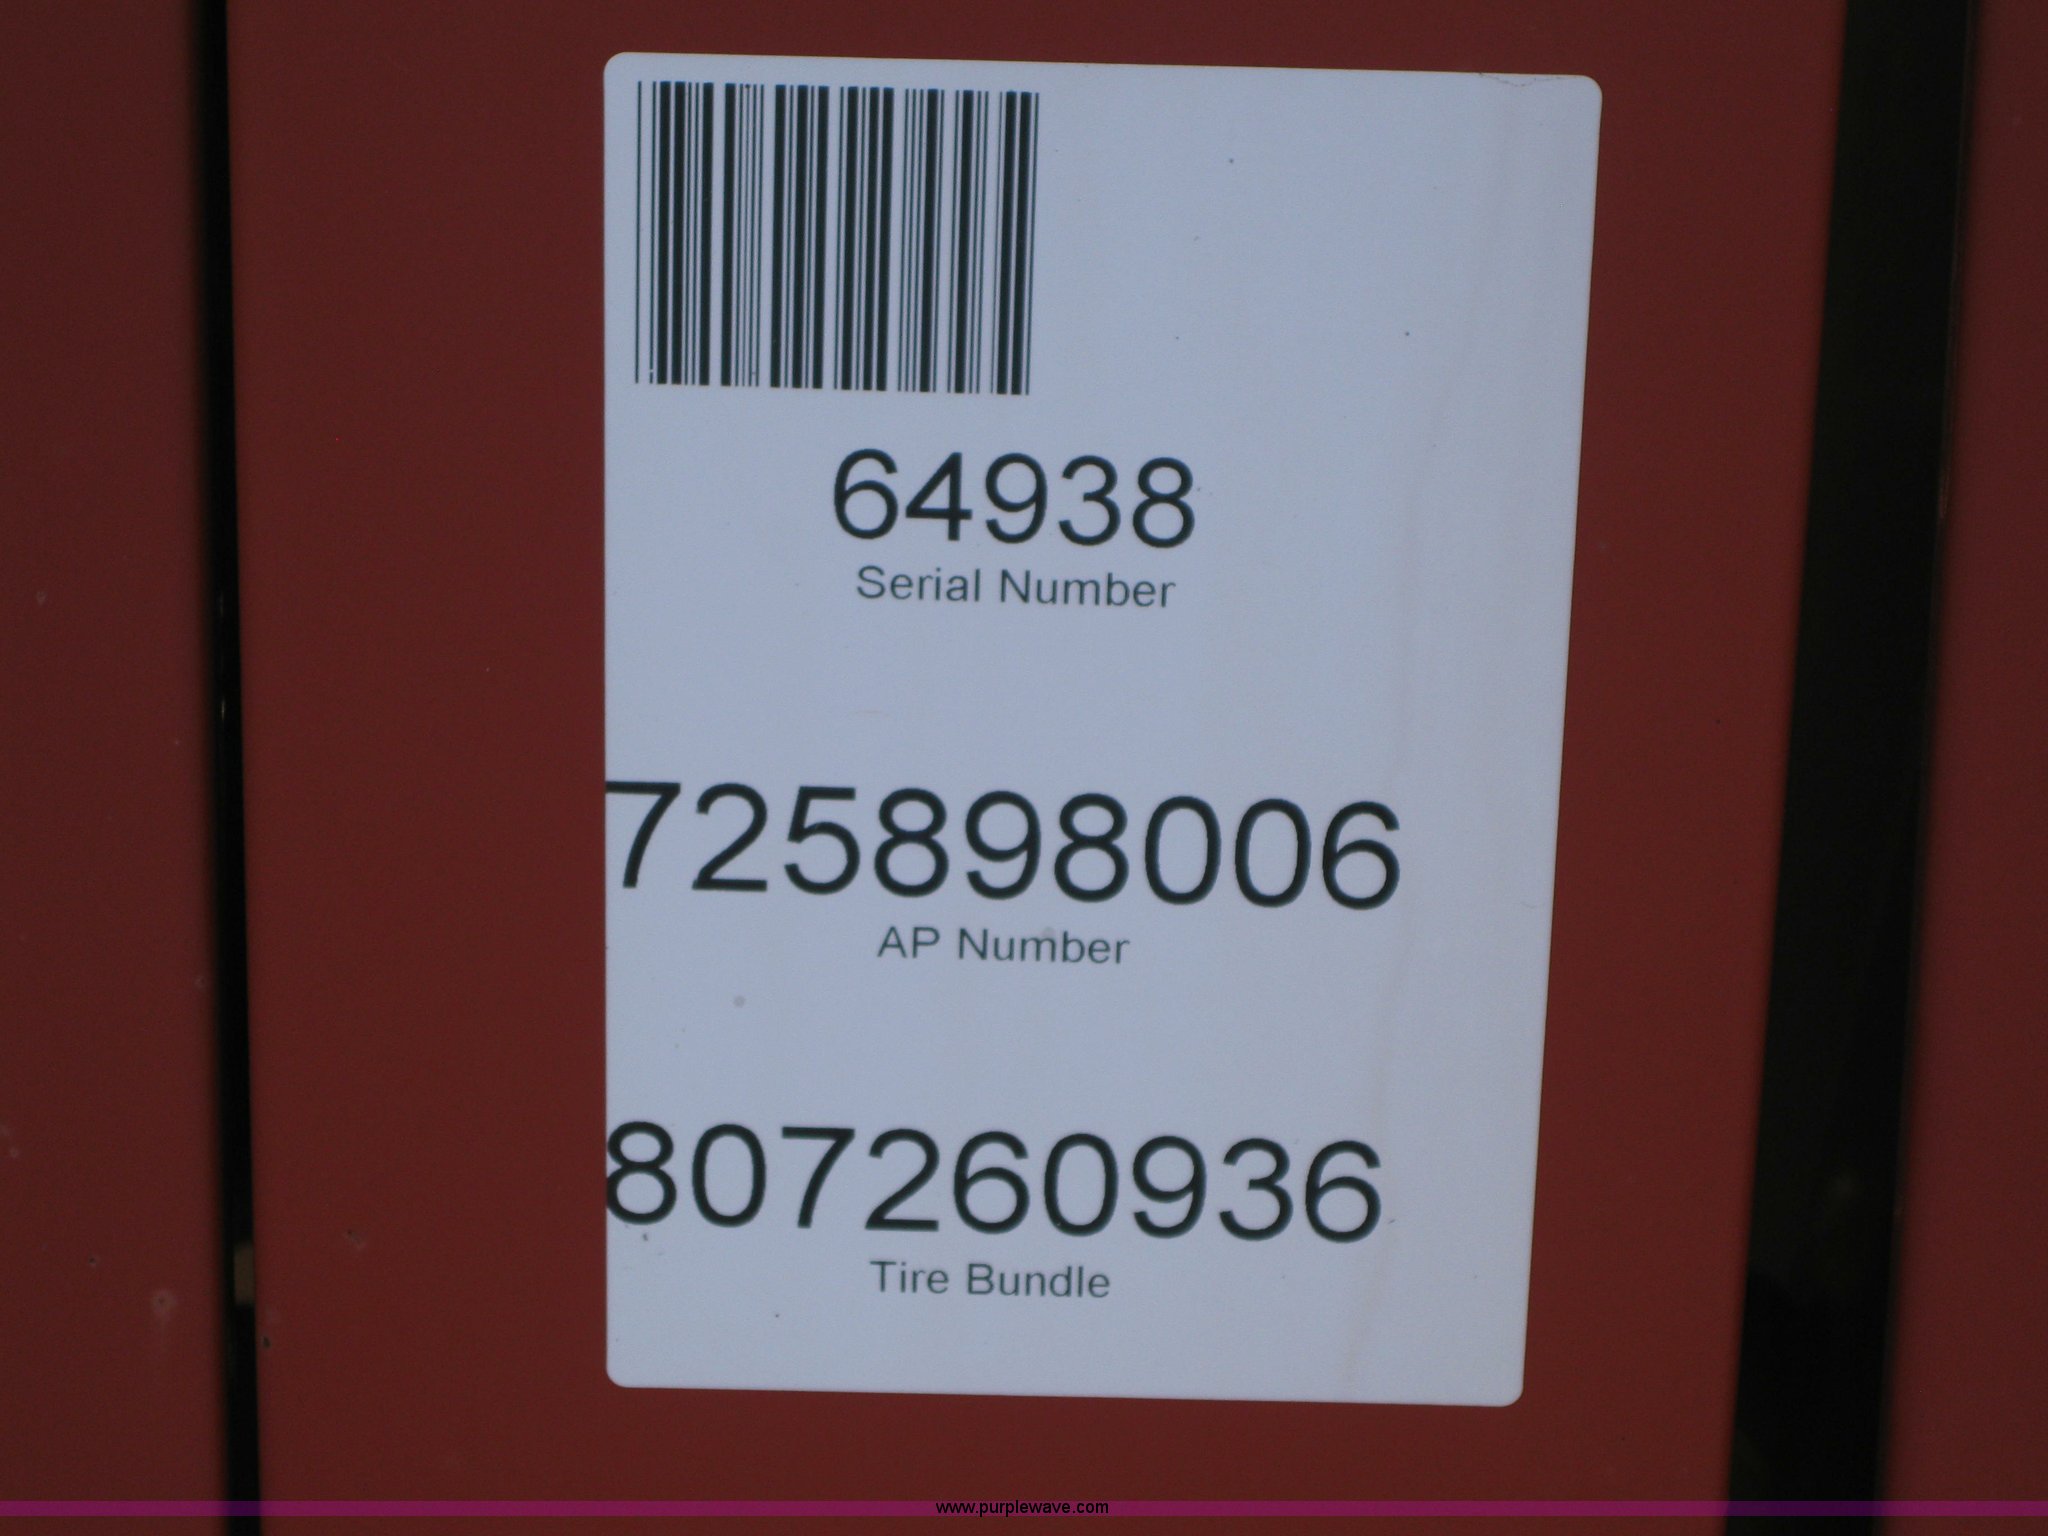 64938
Serial Number
725898006
AP Number
807260936
Tire Bundle
www.purplewave.com